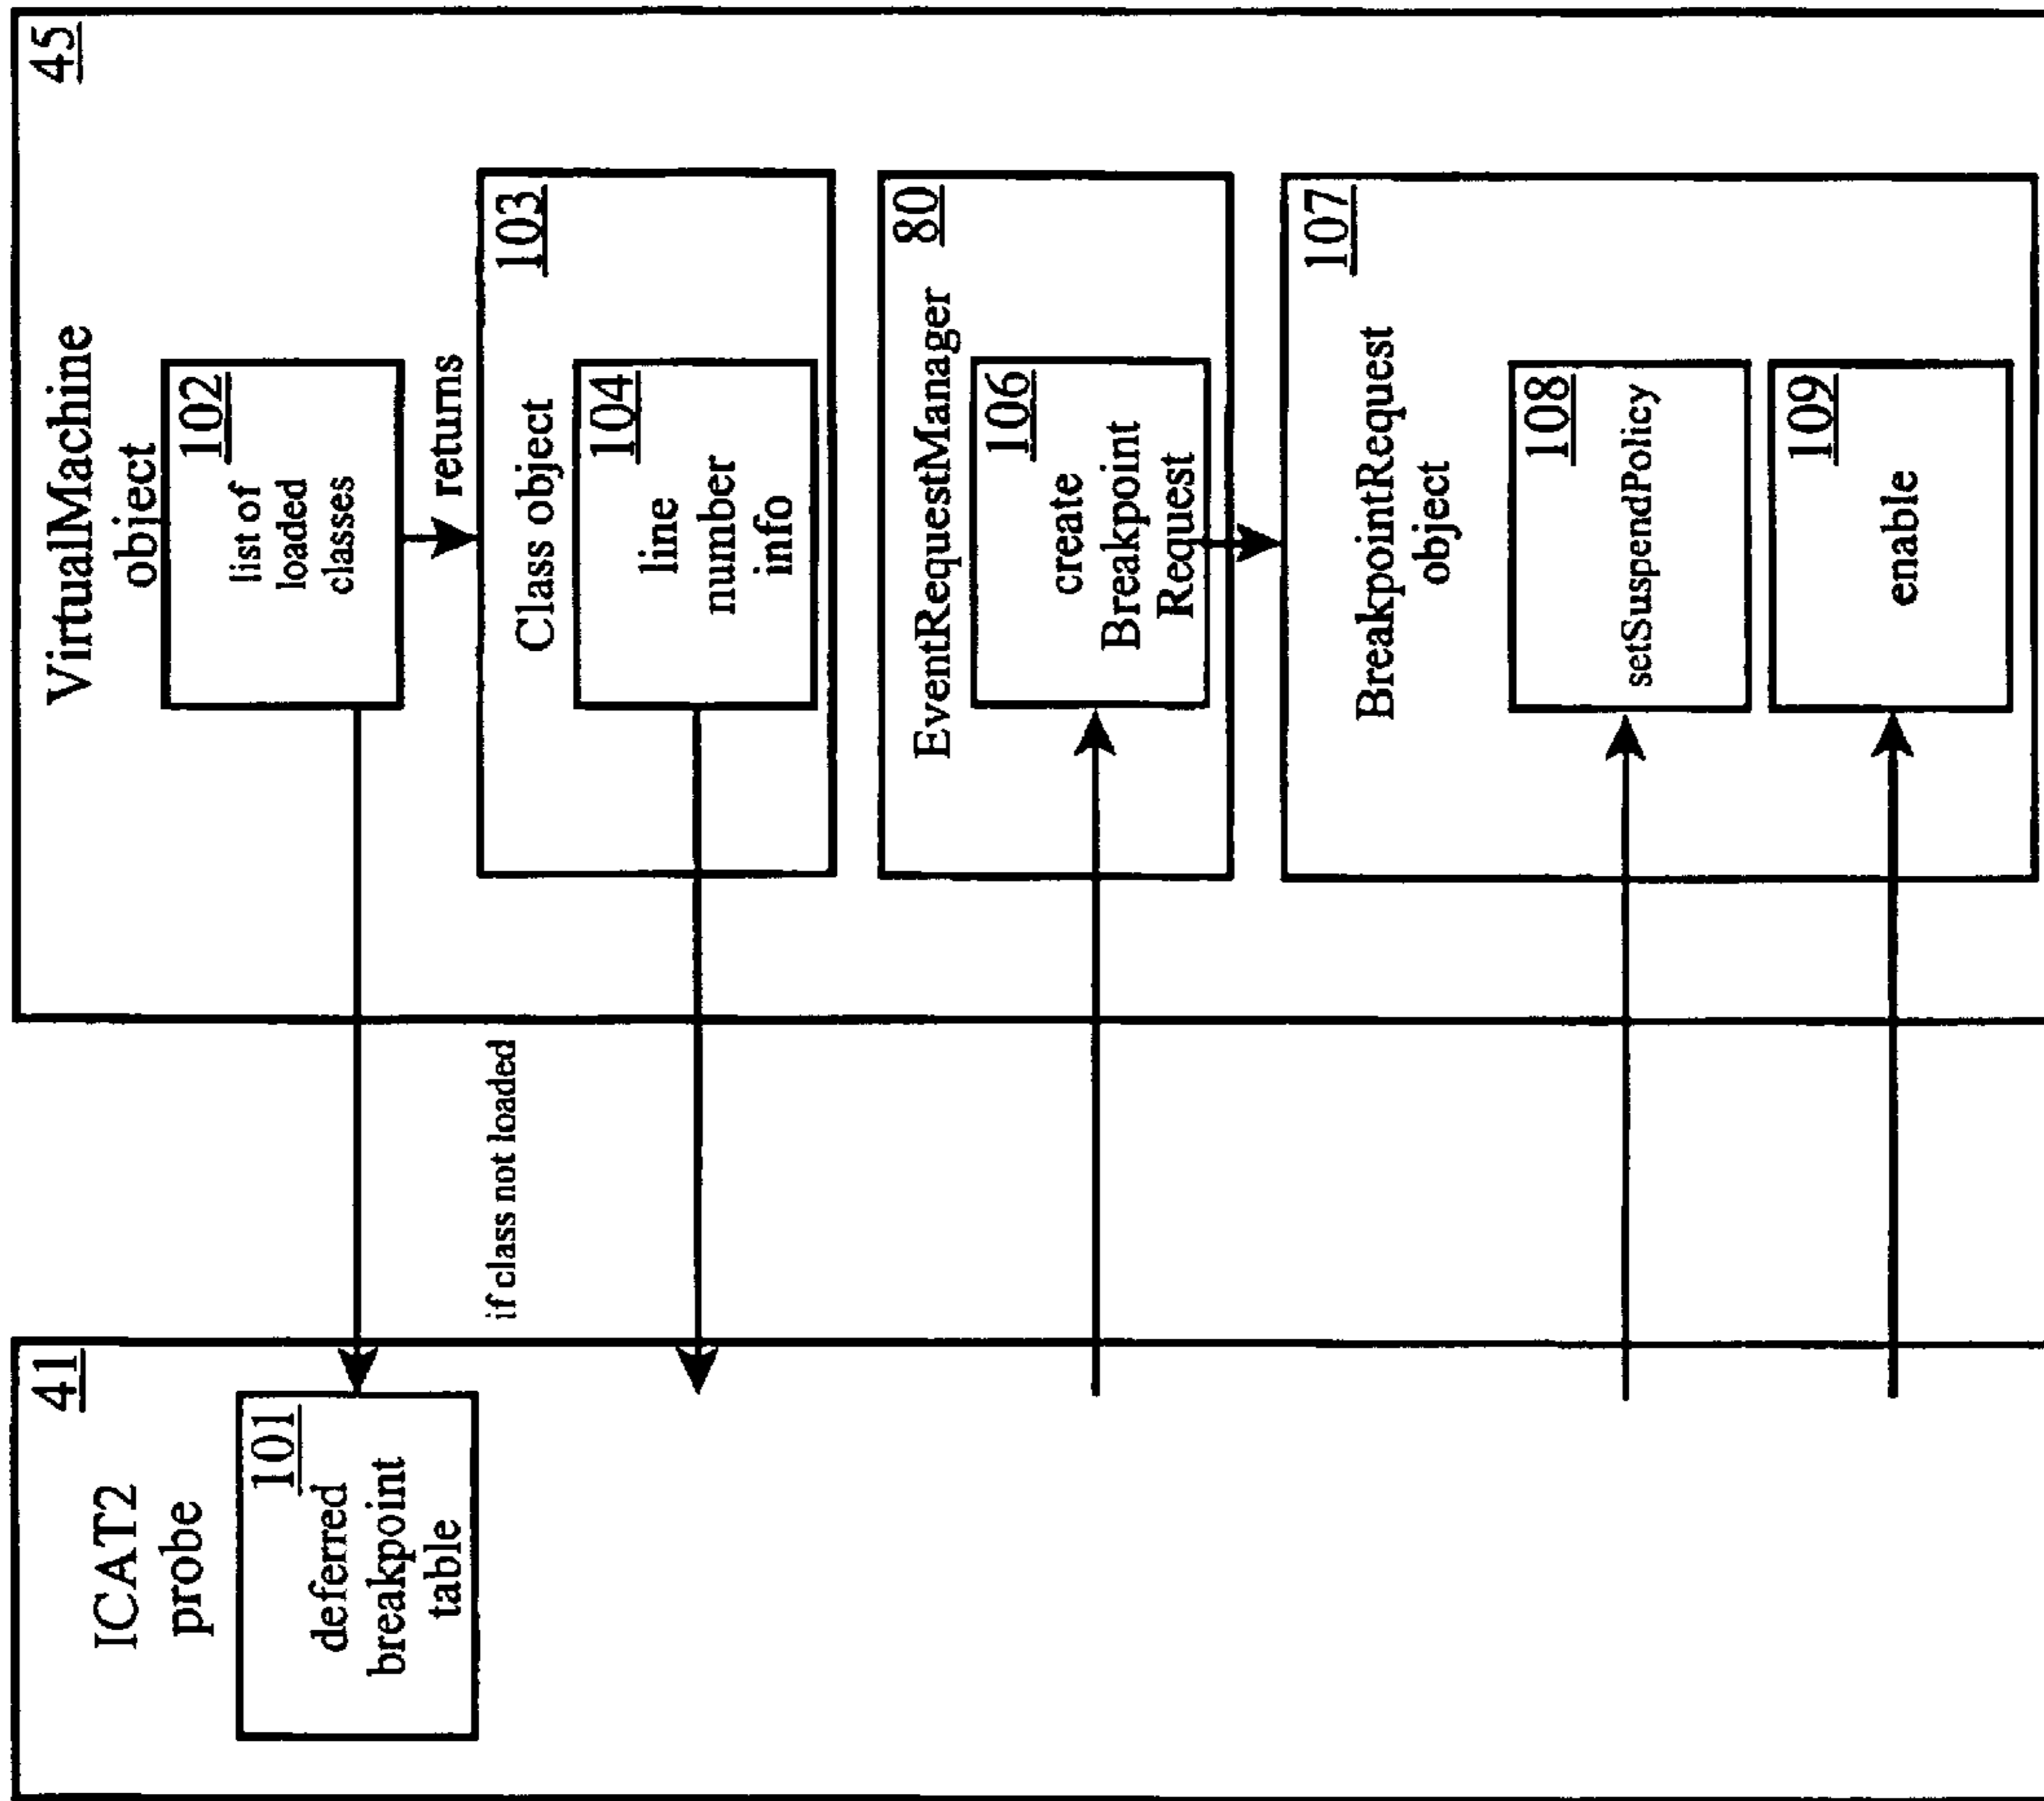 ICAT2
probe
41
101
deferred
breakpoint
table
if class not loaded
VirtualMachine
object
45
102
list of
loaded
classes
returns
103
Class object
104
line
number
info
80
EventRequestManager
106
create
Breakpoint
Request
107
BreakpointRequest
object
108
setSuspendPolicy
109
enable